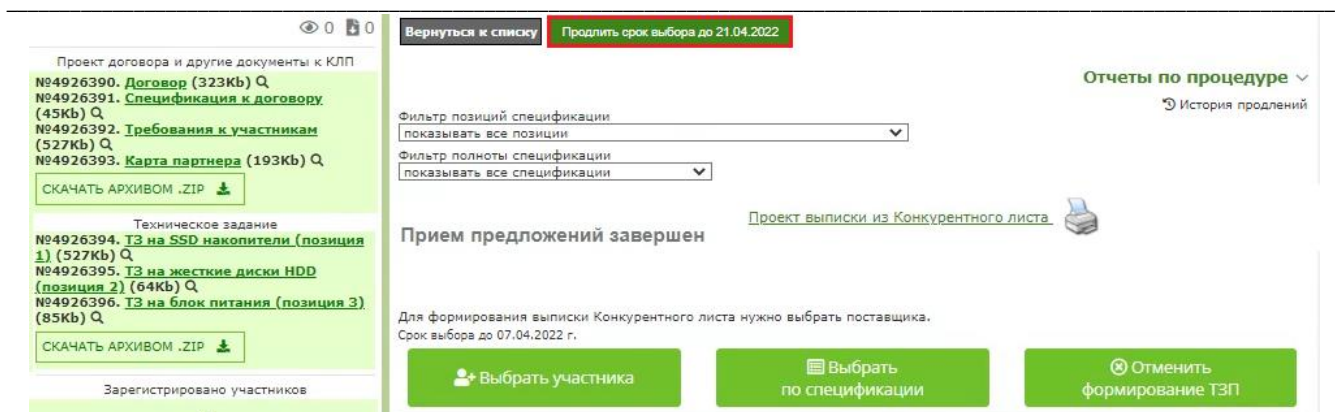 0 0
Проект договора и другие документы к КЛП
№4926390. Договор (323Kb)
№4926391. Спецификация к договору
(45Kb)
№4926392. Требования к участникам
(527Kb)
№4926393. Карта партнера (193Kb)
СКАЧАТЬ АРХИВОМ .ZIP
Техническое задание
№4926394. ТЗ на SSD накопители (позиция
1) (527Kb)
№4926395. ТЗ на жесткие диски HDD
(позиция 2) (64Kb)
№4926396. ТЗ на блок питания (позиция 3)
(85Kb)
СКАЧАТЬ АРХИВОМ .ZIP
Зарегистрировано участников
Вернуться к списку
Продлить срок выбора до 21.04.2022
Отчеты по процедуре
История продлений
Фильтр позиций спецификации
показывать все позиции
Фильтр полноты спецификации
показывать все спецификации
Проект выписки из Конкурентного листа
Прием предложений завершен
Для формирования выписки Конкурентного листа нужно выбрать поставщика.
Срок выбора до 07.04.2022 г.
Выбрать участника
Выбрать
по спецификации
Отменить
формирование ТЗП